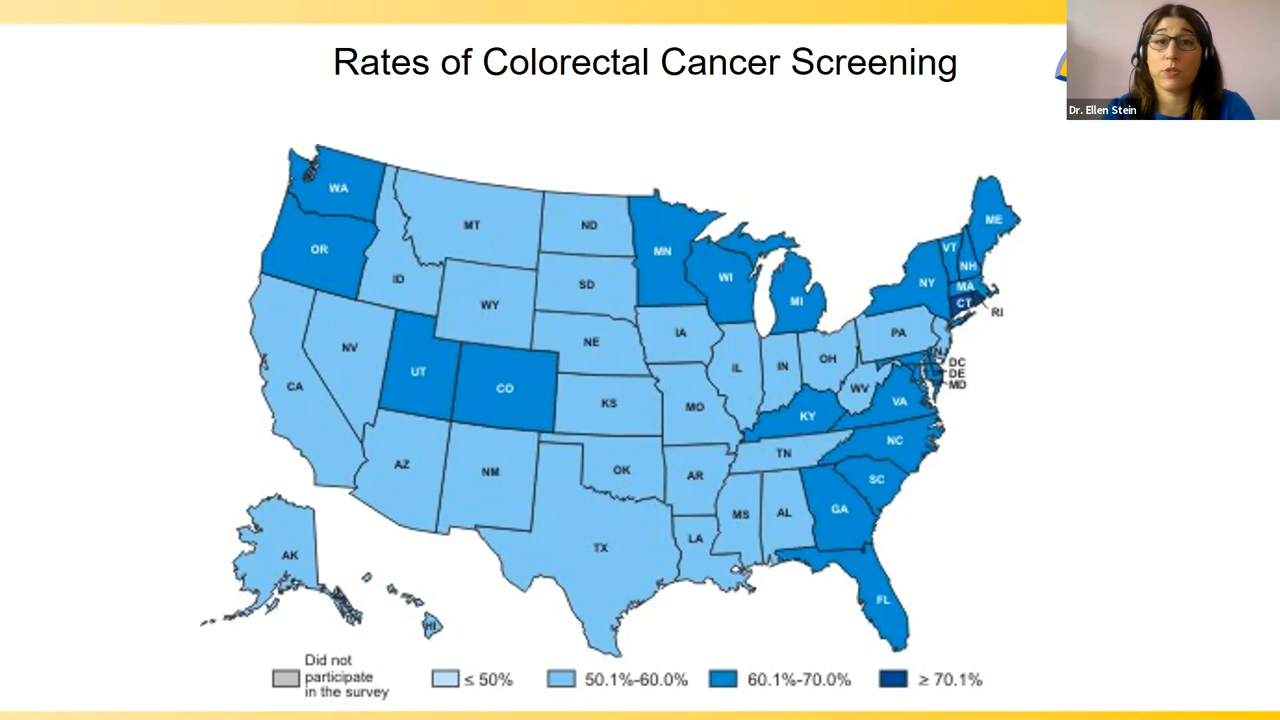 Rates of Colorectal Cancer Screening
Dr. Ellen Stein
WA
OR
MT
ID
WY
ND
SD
NE
MN
WI
MI
ME
VT
NH
NY
MA
CT
RI
CA
NV
UT
CO
KS
IA
MO
IL
IN
OH
PA
NJ
DC
DE
MD
WV
VA
KY
NC
TN
SC
AZ
NM
OK
AR
MS
AL
GA
LA
TX
FL
AK
HI
Did not
participate
in the survey
≤ 50%
50.1%-60.0%
60.1%-70.0%
≥ 70.1%